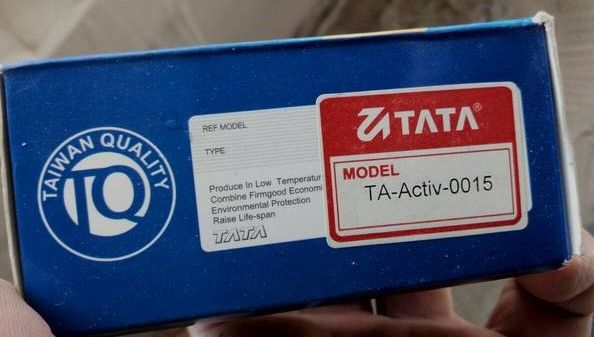 TAIWAN QUALITY
TQ
REF MODEL
TYPE
Produce In Low Temperatur
Combine Firmgood Economi
Environmental Protection
Raise Life-span
TATA
TATA®
MODEL
TA-Activ-0015